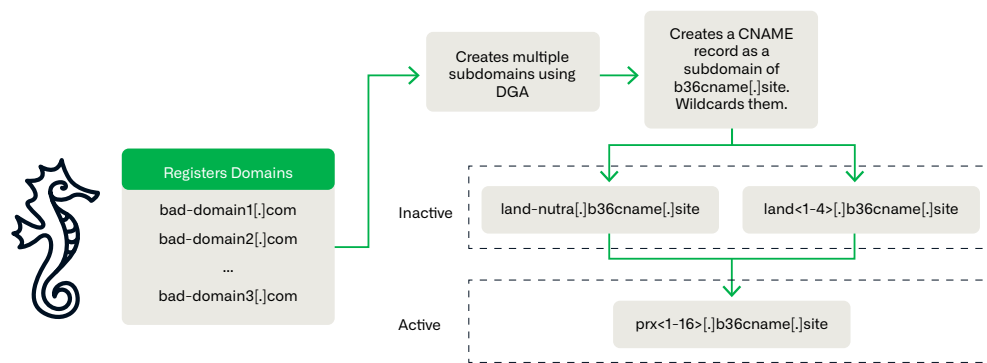 Creates multiple
subdomains using
DGA
Creates a CNAME
record as a
subdomain of
b36cname[.]site.
Wildcards them.
Registers Domains
bad-domain1[.]com
bad-domain2[.]com
...
bad-domain3[.]com
Inactive
land-nutra[.]b36cname[.]site
land<1-4>[.]b36cname[.]site
Active
prx<1-16>[.]b36cname[.]site